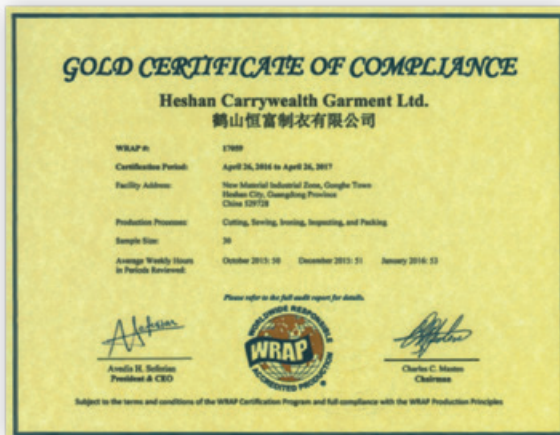 GOLD CERTIFICATE OF COMPLIANCE
Heshan Carrywealth Garment Ltd.
鹤山恒富制衣有限公司
WRAP #: 17059
Certification Period: April 26, 2016 to April 26, 2017
Facility Address: New Material Industrial Zone, Gonghe Town
Heshan City, Guangdong Province
China 529728
Production Processes: Cutting, Sewing, Ironing, Inspecting, and Packing
Sample Size: 30
Average Weekly Hours October 2015: 50 December 2015: 51 January 2016: 53
in Periods Reviewed:
Please refer to the full audit report for details.
WORLDWIDE RESPONSIBLE
WRAP
ACCREDITED PRODUCTION
Avedis H. Seferian
President & CEO
Charles C. Masten
Chairman
Subject to the terms and conditions of the WRAP Certification Program and full compliance with the WRAP Production Principles